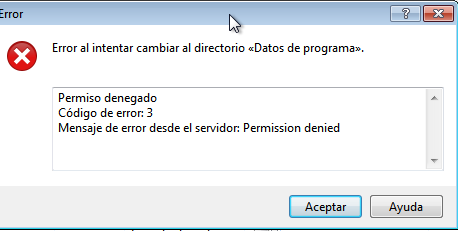 Error
Error al intentar cambiar al directorio «Datos de programa».
Permiso denegado
Código de error: 3
Mensaje de error desde el servidor: Permission denied
Aceptar
Ayuda